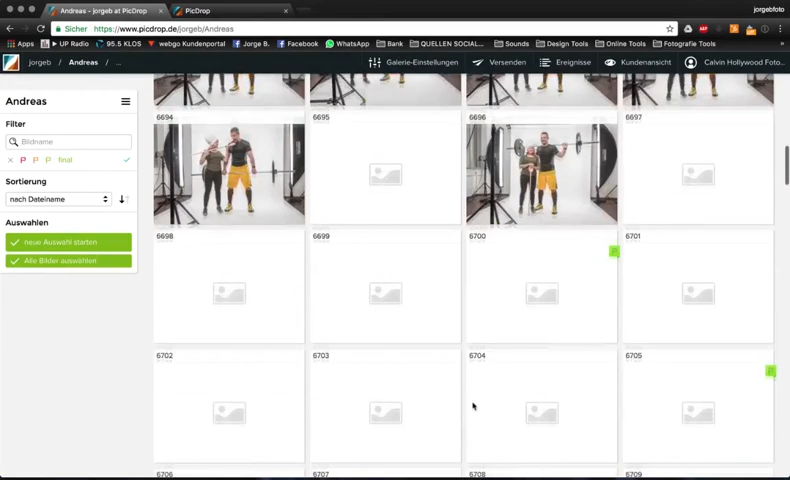 Andreas - jorgeb at PicDrop
PicDrop
jorgebfoto
Sicher
https://www.picdrop.de/jorgeb/Andreas
Apps
UP Radio
95.5 KLOS
webgo Kundenportal
Jorge B.
Facebook
WhatsApp
Bank
QUELLEN SOCIAL...
Sounds
Design Tools
Online Tools
Fotografie Tools
jorgeb / Andreas / ...
Galerie-Einstellungen
Versenden
Ereignisse
Kundenansicht
Calvin Hollywood Foto...
Andreas
Filter
Bildname
final
Sortierung
nach Dateiname
Auswahlen
neue Auswahl starten
Alle Bilder auswählen
6694
6695
6696
6697
6698
6699
6700
6701
6702
6703
6704
6705
6706
6707
6708
6709